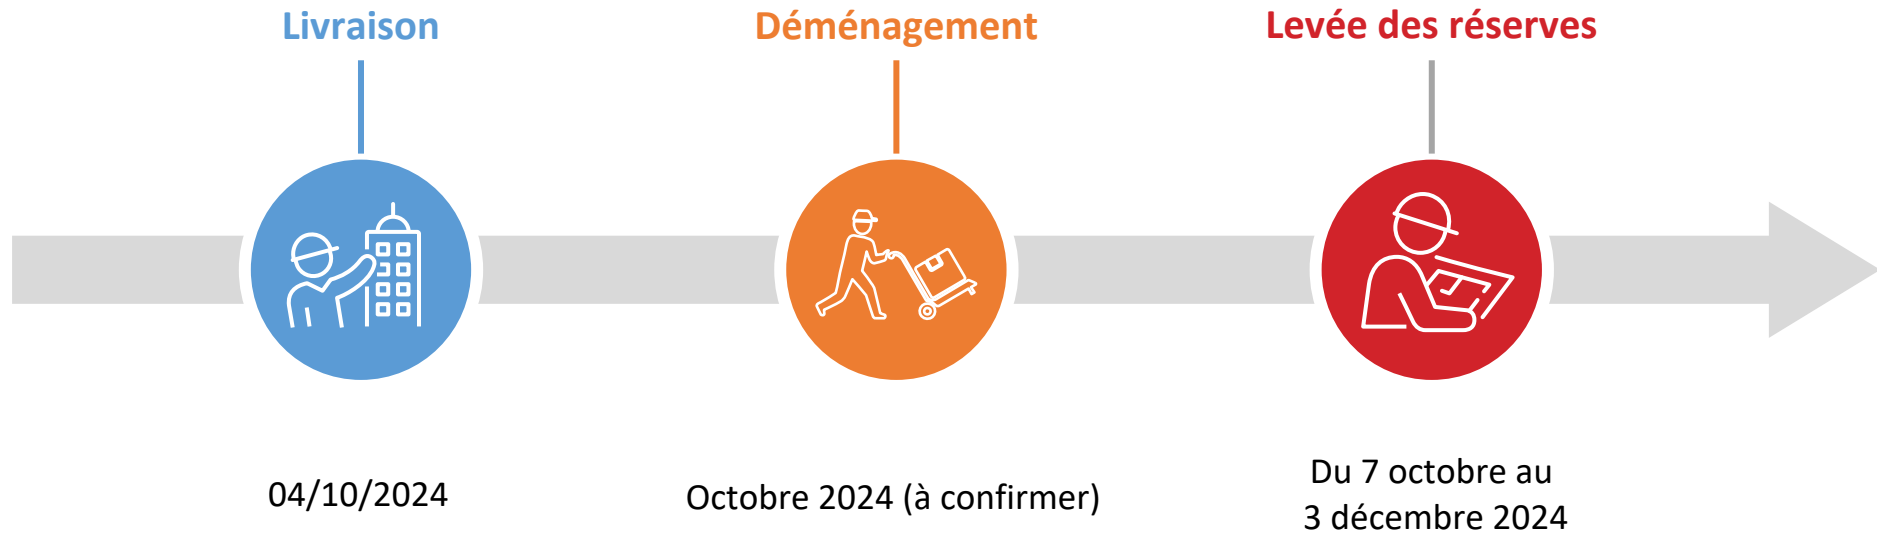 Livraison
Déménagement
Levée des réserves
04/10/2024
Octobre 2024 (à confirmer)
Du 7 octobre au
3 décembre 2024